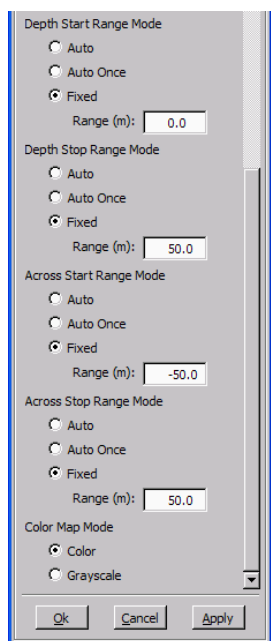 Depth Start Range Mode
Auto
Auto Once
Fixed
Range (m): 0.0
Depth Stop Range Mode
Auto
Auto Once
Fixed
Range (m): 50.0
Across Start Range Mode
Auto
Auto Once
Fixed
Range (m): -50.0
Across Stop Range Mode
Auto
Auto Once
Fixed
Range (m): 50.0
Color Map Mode
Color
Grayscale
Ok Cancel Apply